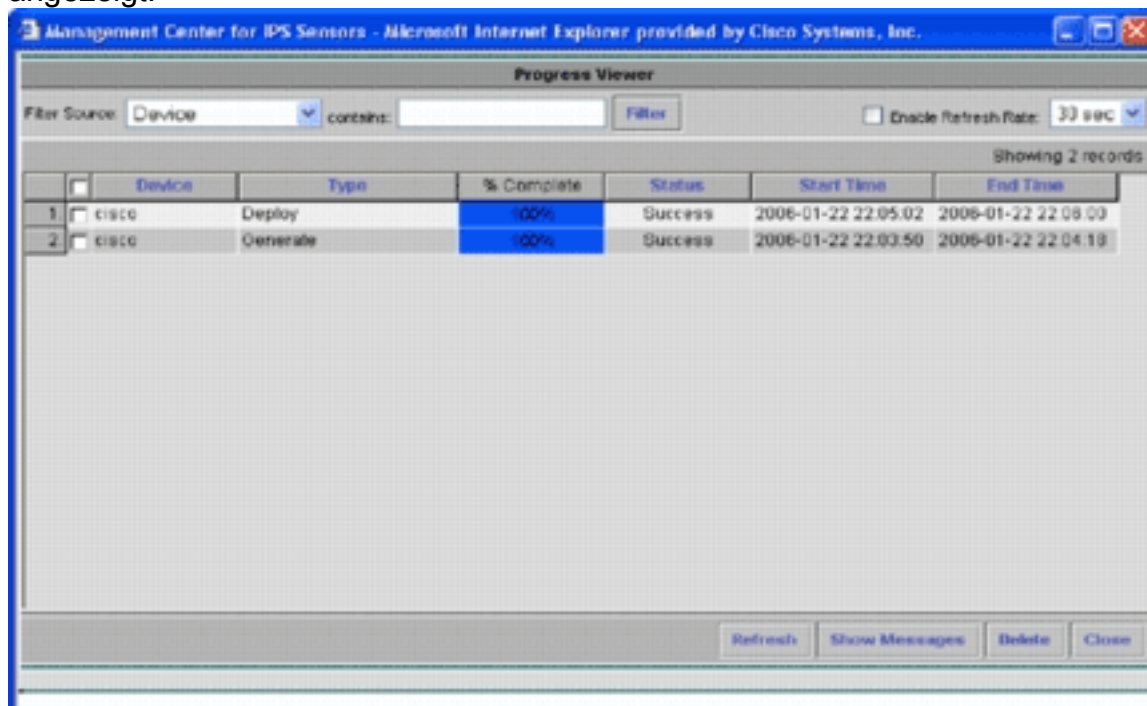 angezeigt.
Management Center for IPS Sensors - Microsoft Internet Explorer provided by Cisco Systems, Inc.
Progress Viewer
Filter Source: Device contains: Filter Enable Refresh Rate: 30 sec
Showing 2 records
Device Type % Complete Status Start Time End Time
1. cisco Deploy 100% Success 2006-01-22 22:05:02 2006-01-22 22:06:00
2. cisco Generate 100% Success 2006-01-22 22:03:50 2006-01-22 22:04:18
Refresh Show Messages Delete Close